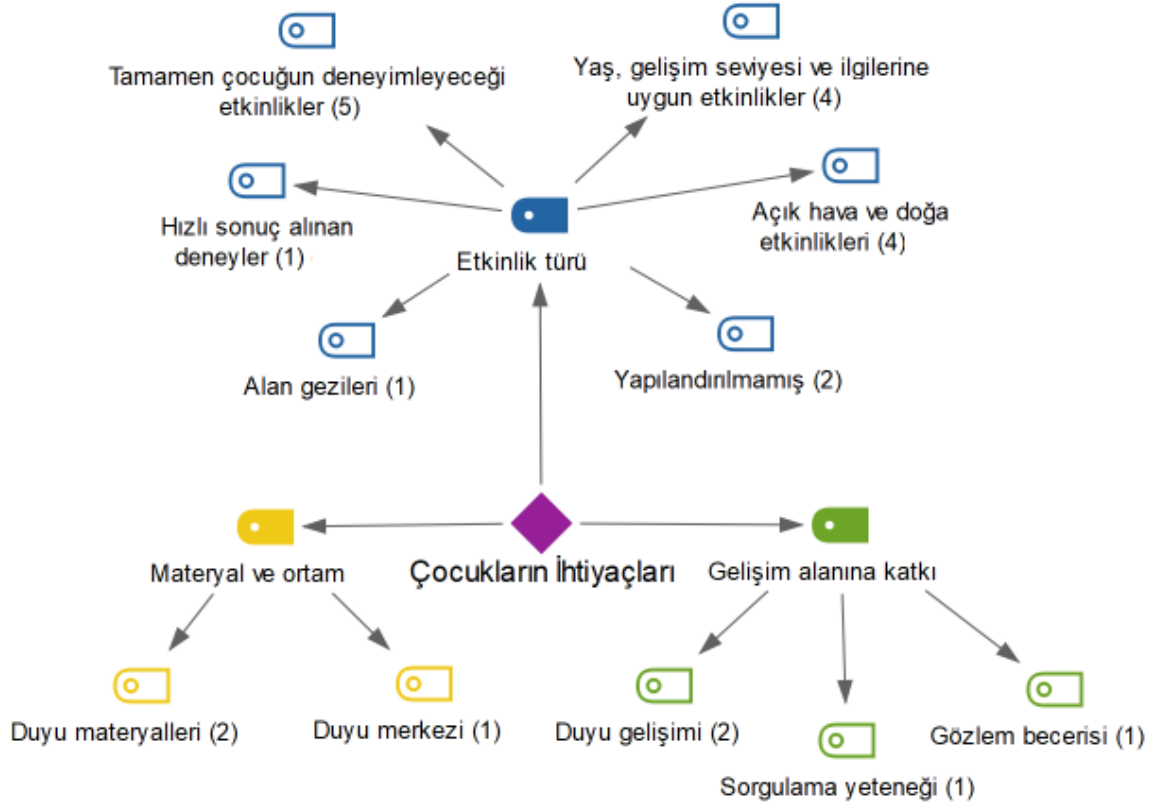 Tamamen çocuğun deneyimleyeceği
etkinlikler (5)
Yaş, gelişim seviyesi ve ilgilerine
uygun etkinlikler (4)
Hızlı sonuç alınan
deneyler (1)
Açık hava ve doğa
etkinlikleri (4)
Etkinlik türü
Alan gezileri (1)
Yapılandırılmamış (2)
Materyal ve ortam
Çocukların İhtiyaçları
Gelişim alanına katkı
Duyu materyalleri (2)
Duyu merkezi (1)
Duyu gelişimi (2)
Gözlem becerisi (1)
Sorgulama yeteneği (1)